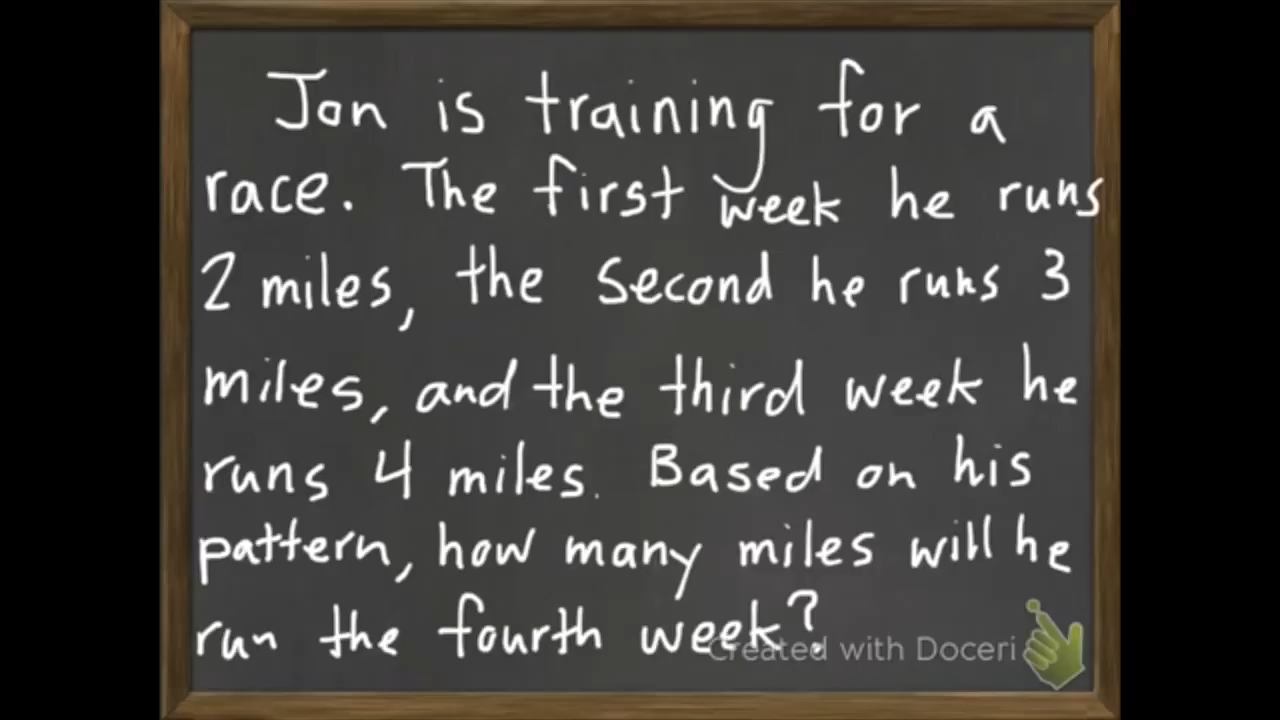 Jon is training for a
race. The first week he runs
2 miles, the second he runs 3
miles, and the third week he
runs 4 miles. Based on his
pattern, how many miles will he
run the fourth week?
Created with Doceri